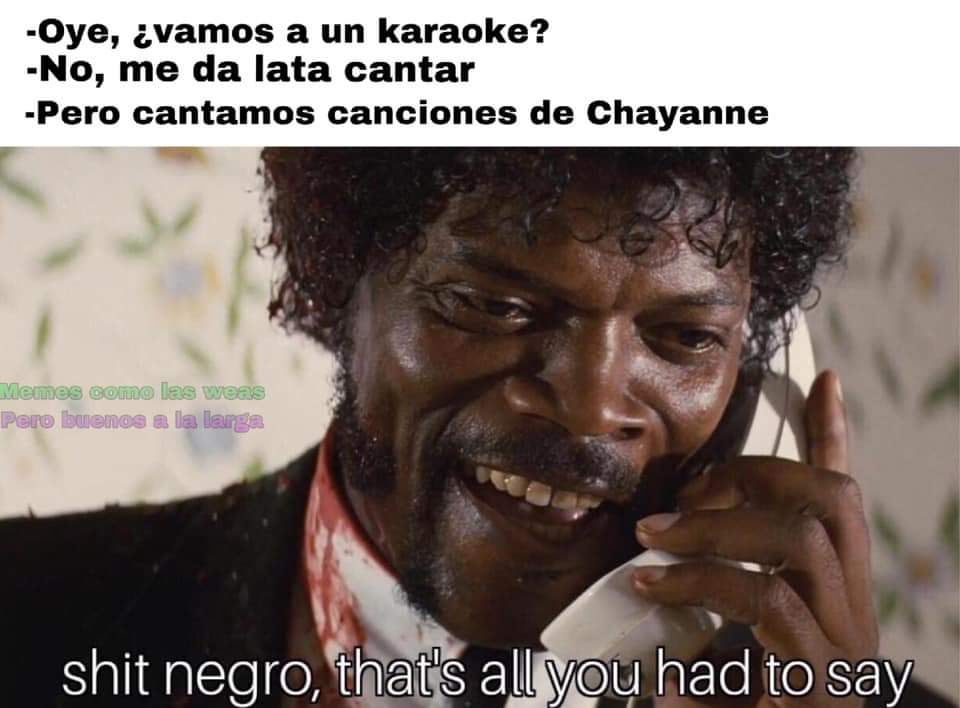 -Oye, ¿vamos a un karaoke?
-No, me da lata cantar
-Pero cantamos canciones de Chayanne
Memes como las weas
Pero buenos a la larga
shit negro, that's all you had to say